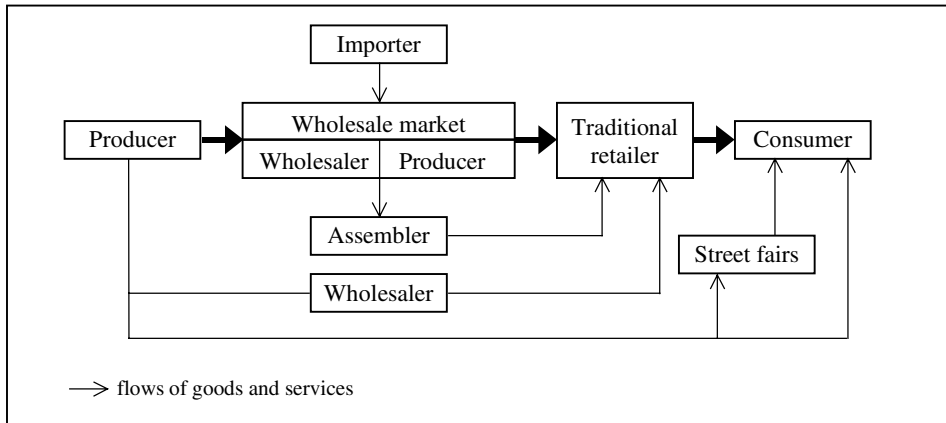 Importer
Wholesale market
Producer
Traditional
retailer
Consumer
Wholesaler
Producer
Assembler
Street fairs
Wholesaler
flows of goods and services